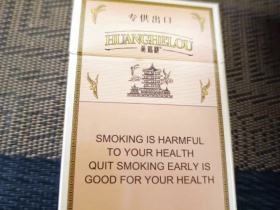 专供出口
HUANGHELOU
黄鹤楼
SMOKING IS HARMFUL
TO YOUR HEALTH
QUIT SMOKING EARLY IS
GOOD FOR YOUR HEALTH